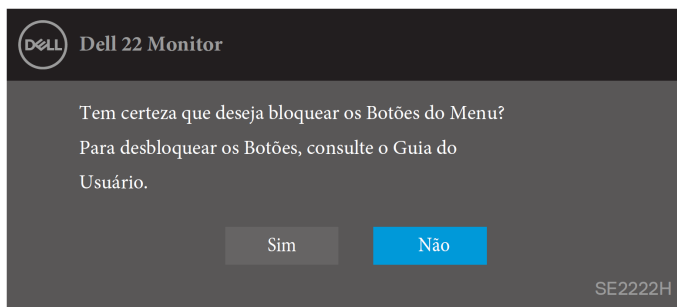 DELL Dell 22 Monitor
Tem certeza que deseja bloquear os Botões do Menu?
Para desbloquear os Botões, consulte o Guia do
Usuário.
Sim Não
SE2222H